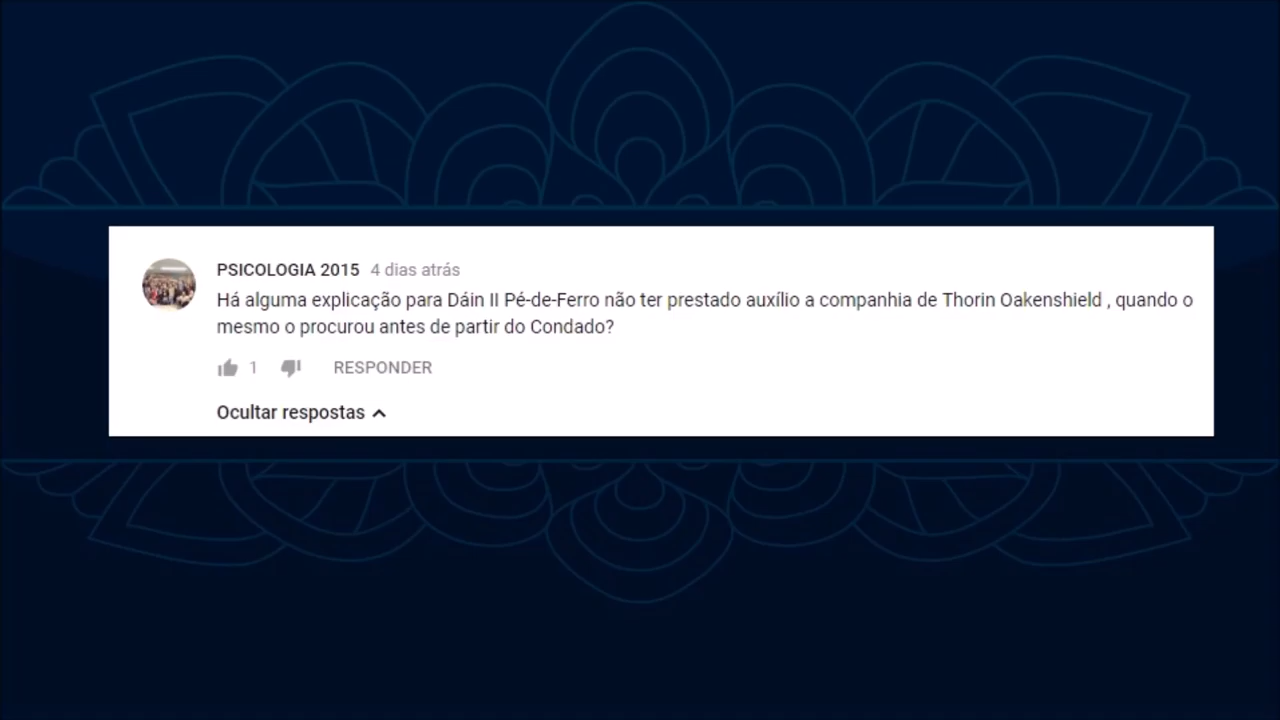 PSICOLOGIA 2015 4 dias atrás
Há alguma explicação para Dáin II Pé-de-Ferro não ter prestado auxílio a companhia de Thorin Oakenshield , quando o
mesmo o procurou antes de partir do Condado?
1 RESPONDER
Ocultar respostas